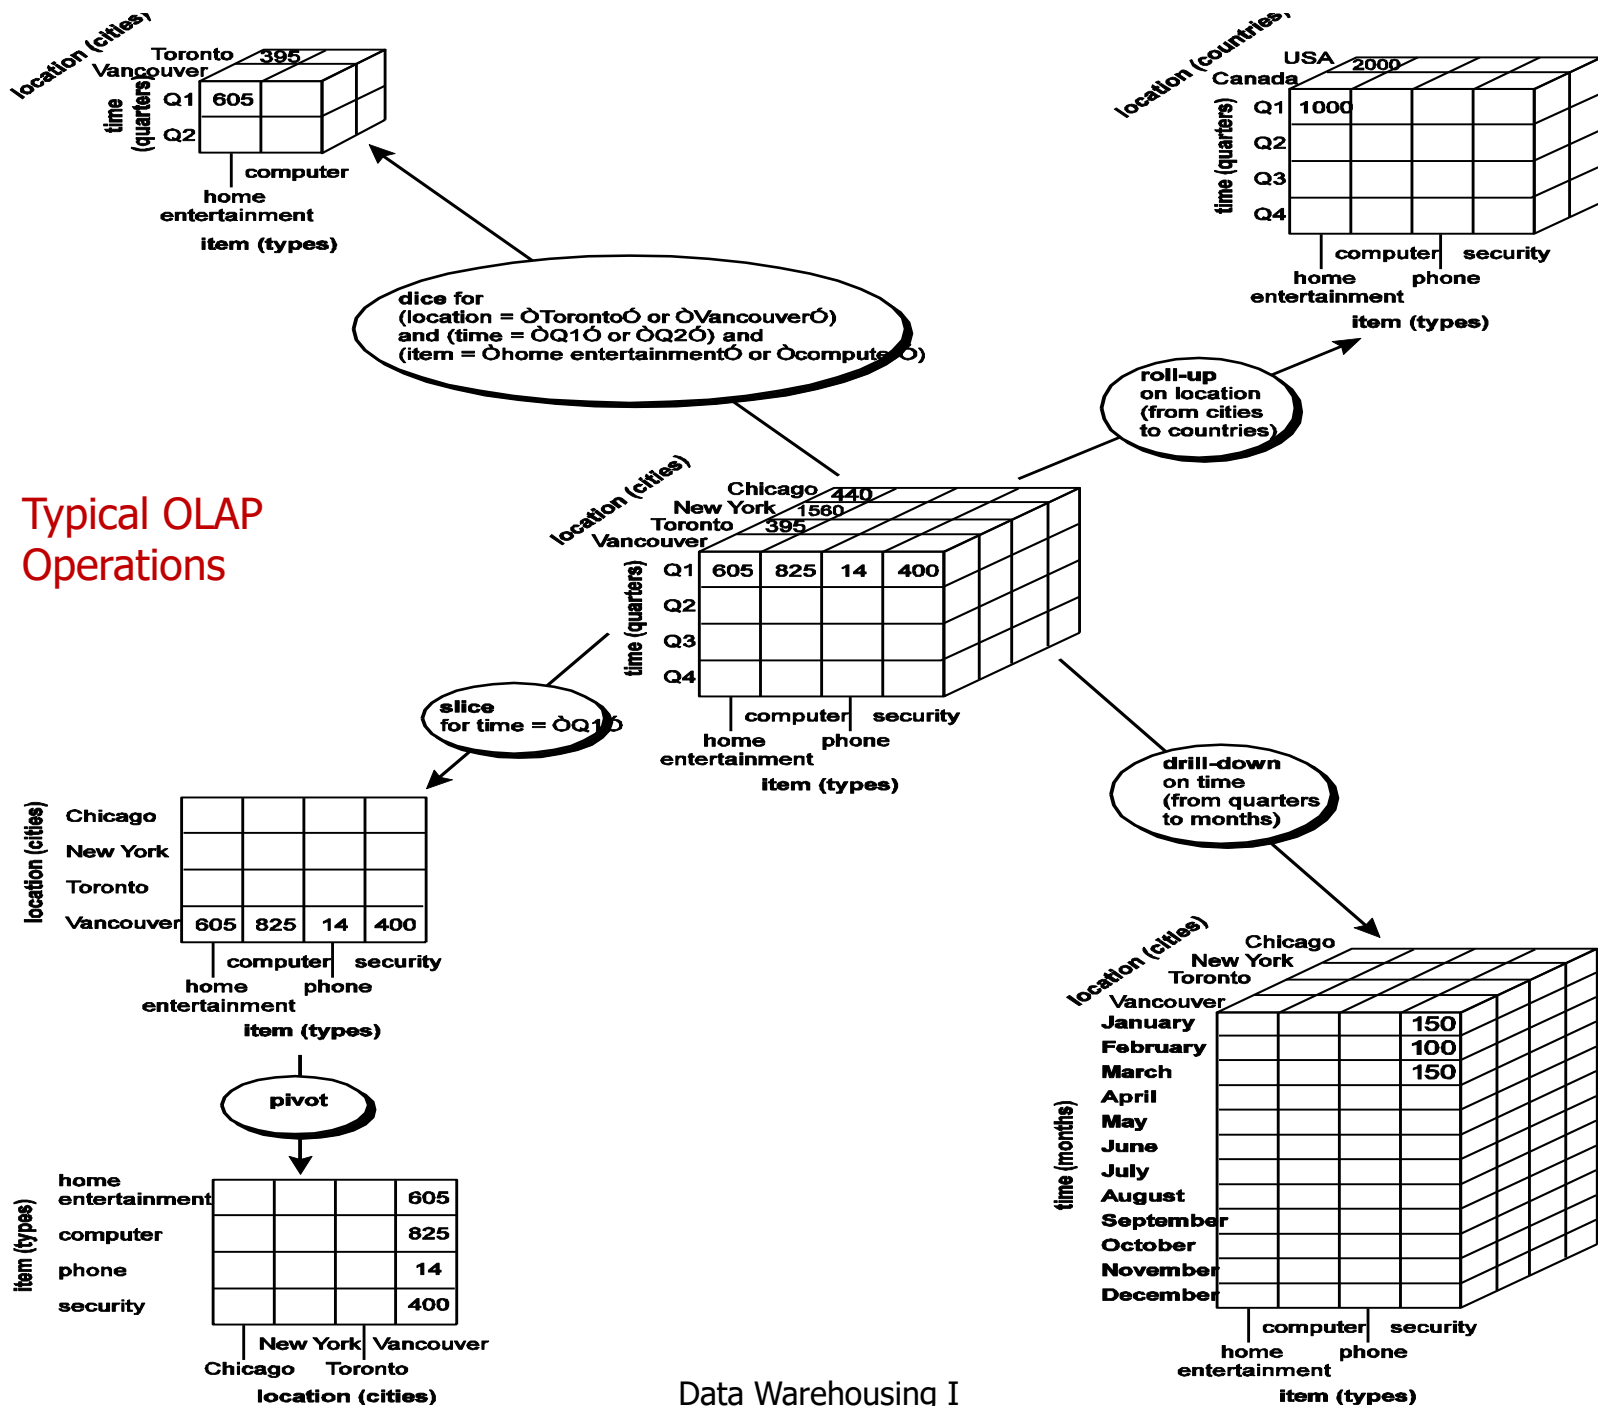 location (cities)
Toronto 395
Vancouver
time
(quarters)
Q1 605
Q2
computer
home
entertainment
item (types)
location (countries)
USA 2000
Canada
time (quarters)
Q1 1000
Q2
Q3
Q4
computer security
home phone
entertainment
item (types)
dice for
(location = ÒTorontoÓ or ÒVancouverÓ)
and (time = ÒQ1Ó or ÒQ2Ó) and
(item = Òhome entertainmentÓ or ÒcomputerÓ)
roll-up
on location
(from cities
to countries)
Typical OLAP
Operations
location (cities)
Chicago 440
New York 1560
Toronto 395
Vancouver
time (quarters)
Q1 605 825 14 400
Q2
Q3
Q4
computer security
home phone
entertainment
item (types)
slice
for time = ÒQ1Ó
drill-down
on time
(from quarters
to months)
location (cities)
Chicago
New York
Toronto
Vancouver 605 825 14 400
computer security
home phone
entertainment
item (types)
pivot
item (types)
home
entertainment 605
computer 825
phone 14
security 400
New York Vancouver
Chicago Toronto
location (cities)
location (cities)
Chicago
New York
Toronto
Vancouver
time (months)
January 150
February 100
March 150
April
May
June
July
August
September
October
November
December
computer security
home phone
entertainment
item (types)
Data Warehousing I